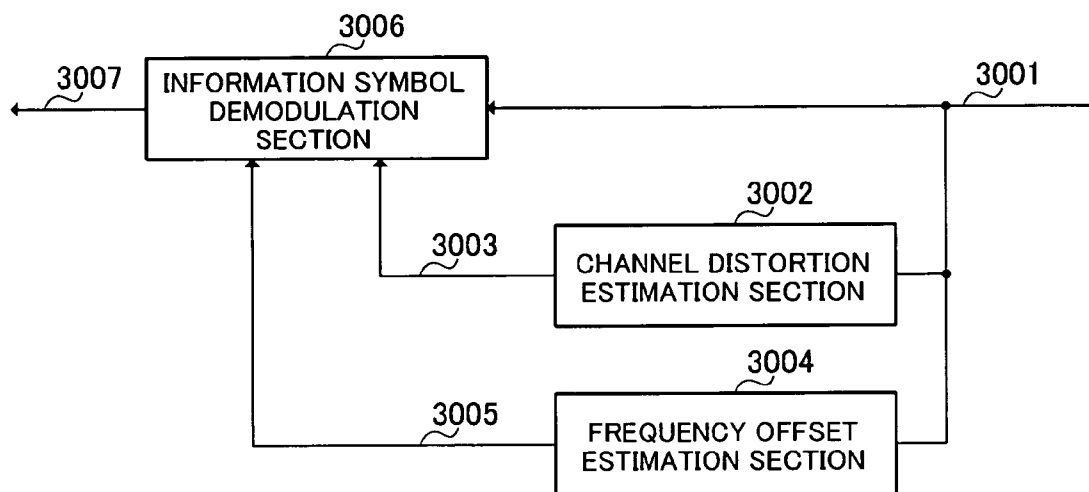 3006
3007
INFORMATION SYMBOL
DEMODULATION
SECTION
3001
3002
3003
CHANNEL DISTORTION
ESTIMATION SECTION
3004
3005
FREQUENCY OFFSET
ESTIMATION SECTION